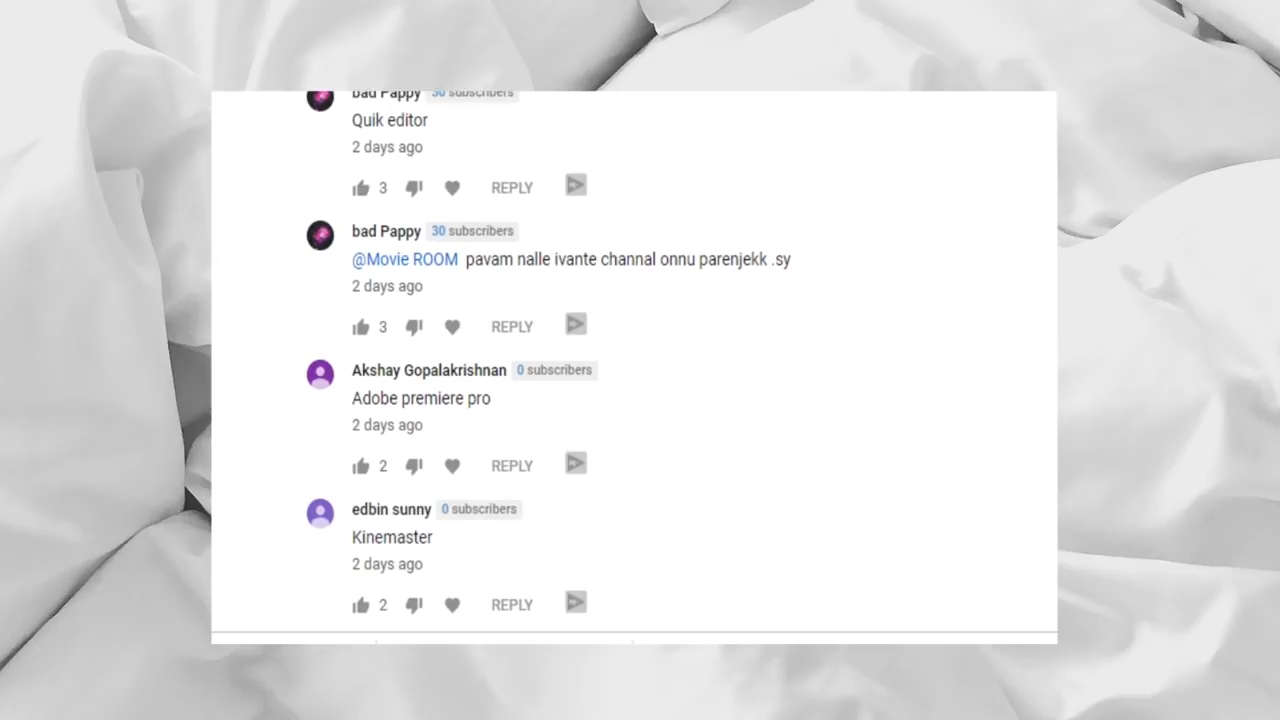 bad Pappy 30 subscribers
Quik editor
2 days ago
3 REPLY
bad Pappy 30 subscribers
@Movie ROOM pavam nalle ivante channal onnu parenjekk .sy
2 days ago
3 REPLY
Akshay Gopalakrishnan 0 subscribers
Adobe premiere pro
2 days ago
2 REPLY
edbin sunny 0 subscribers
Kinemaster
2 days ago
2 REPLY